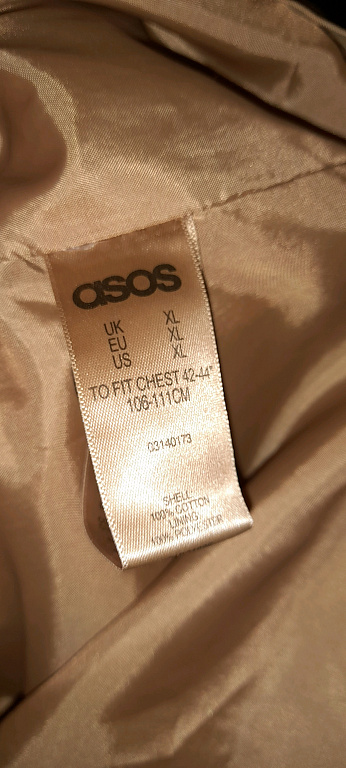 asos
UK XL
EU XL
US XL
TO FIT CHEST 42-44"
106-111CM
03140173
SHELL
100% COTTON
LINING
100% POLYESTER